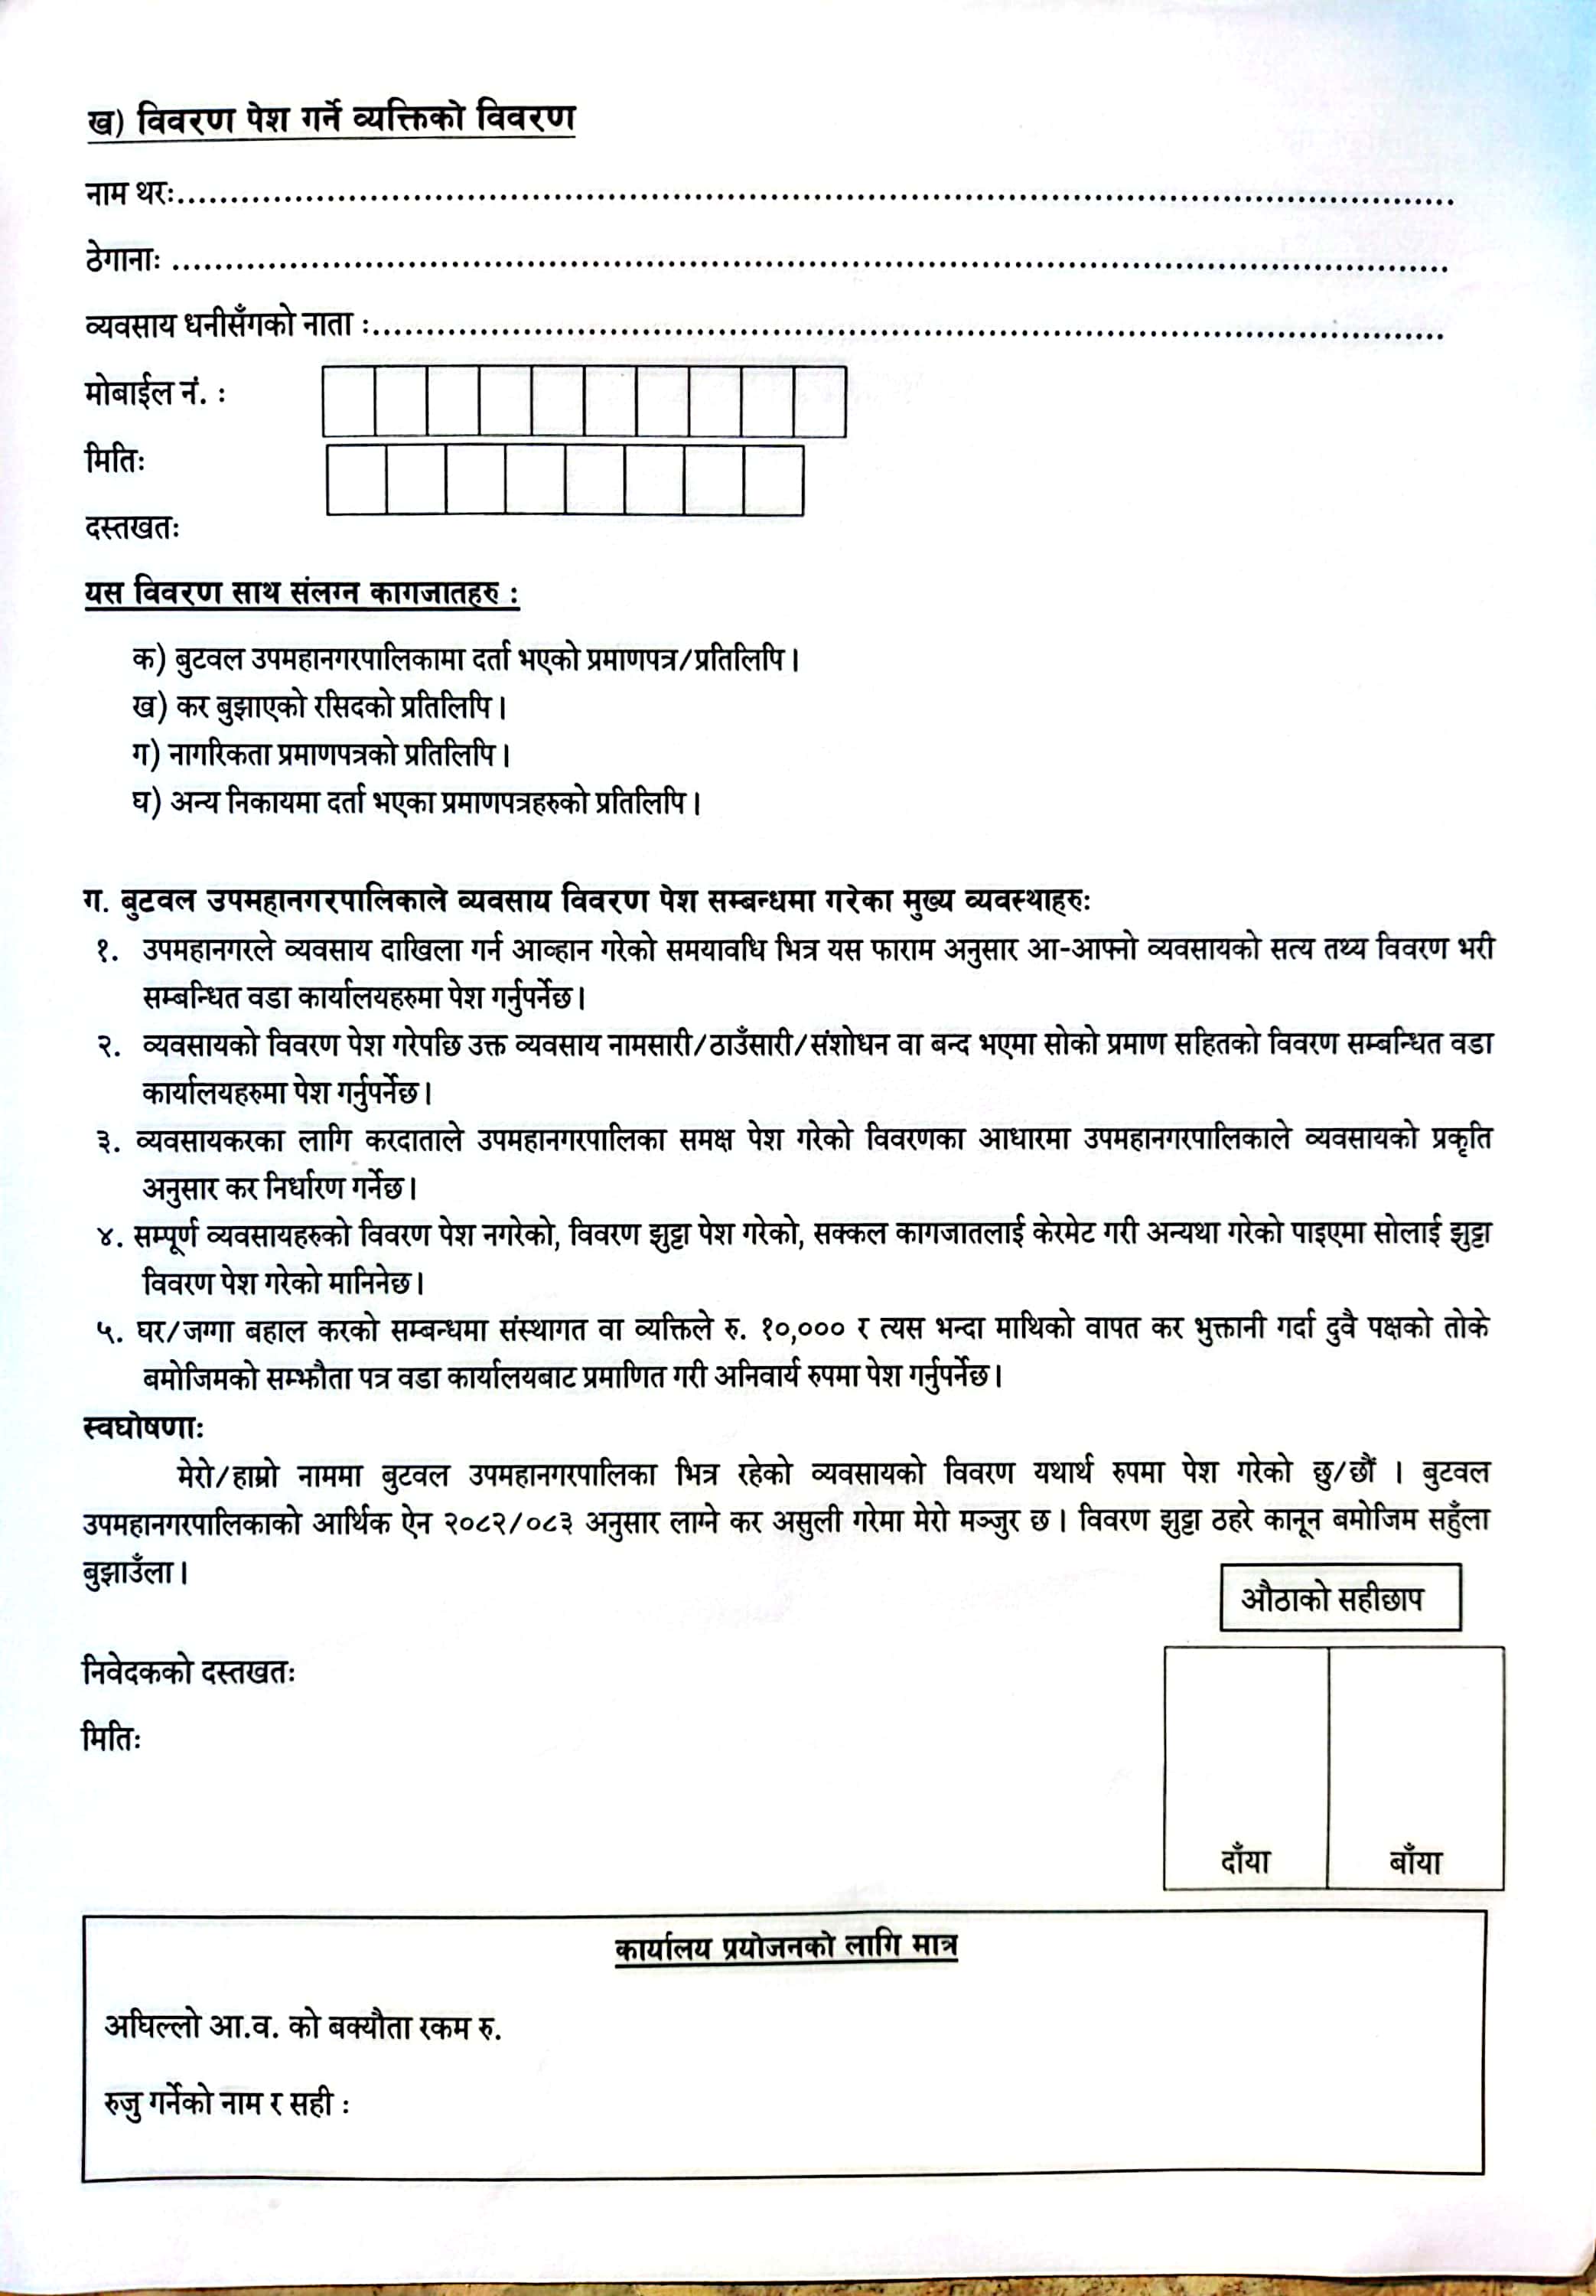 ख) विवरण पेश गर्ने व्यक्तिको विवरण
नाम थरः................................................................................................
ठेगानाः ................................................................................................
व्यवसाय धनीसँगको नाता :................................................................................
मोबाईल नं. :
मितिः
दस्तखतः
यस विवरण साथ संलग्न कागजातहरु :
क) बुटवल उपमहानगरपालिकामा दर्ता भएको प्रमाणपत्र/प्रतिलिपि।
ख) कर बुझाएको रसिदको प्रतिलिपि।
ग) नागरिकता प्रमाणपत्रको प्रतिलिपि।
घ) अन्य निकायमा दर्ता भएका प्रमाणपत्रहरुको प्रतिलिपि।
ग. बुटवल उपमहानगरपालिकाले व्यवसाय विवरण पेश सम्बन्धमा गरेका मुख्य व्यवस्थाहरुः
१. उपमहानगरले व्यवसाय दाखिला गर्न आव्हान गरेको समयावधि भित्र यस फाराम अनुसार आ-आफ्नो व्यवसायको सत्य तथ्य विवरण भरी
सम्बन्धित वडा कार्यालयहरुमा पेश गर्नुपर्नेछ।
२. व्यवसायको विवरण पेश गरेपछि उक्त व्यवसाय नामसारी/ठाउँसारी/संशोधन वा बन्द भएमा सोको प्रमाण सहितको विवरण सम्बन्धित वडा
कार्यालयहरुमा पेश गर्नुपर्नेछ।
३. व्यवसायकरका लागि करदाताले उपमहानगरपालिका समक्ष पेश गरेको विवरणका आधारमा उपमहानगरपालिकाले व्यवसायको प्रकृति
अनुसार कर निर्धारण गर्नेछ।
४. सम्पूर्ण व्यवसायहरुको विवरण पेश नगरेको, विवरण झुट्टा पेश गरेको, सक्कल कागजातलाई केरमेट गरी अन्यथा गरेको पाइएमा सोलाई झुट्टा
विवरण पेश गरेको मानिनेछ।
५. घर/जग्गा बहाल करको सम्बन्धमा संस्थागत वा व्यक्तिले रु. १०,००० र त्यस भन्दा माथिको वापत कर भुक्तानी गर्दा दुवै पक्षको तोके
बमोजिमको सम्झौता पत्र वडा कार्यालयबाट प्रमाणित गरी अनिवार्य रुपमा पेश गर्नुपर्नेछ।
स्वघोषणाः
मेरो/हाम्रो नाममा बुटवल उपमहानगरपालिका भित्र रहेको व्यवसायको विवरण यथार्थ रुपमा पेश गरेको छु/छौं । बुटवल
उपमहानगरपालिकाको आर्थिक ऐन २०८२/०८३ अनुसार लाग्ने कर असुली गरेमा मेरो मञ्जुर छ। विवरण झुट्टा ठहरे कानून बमोजिम सहुँला
बुझाउँला।
औठाको सहीछाप
निवेदकको दस्तखतः
मितिः
दाँया बाँया
कार्यालय प्रयोजनको लागि मात्र
अघिल्लो आ.व. को बक्यौता रकम रु.
रुजु गर्नेको नाम र सही :